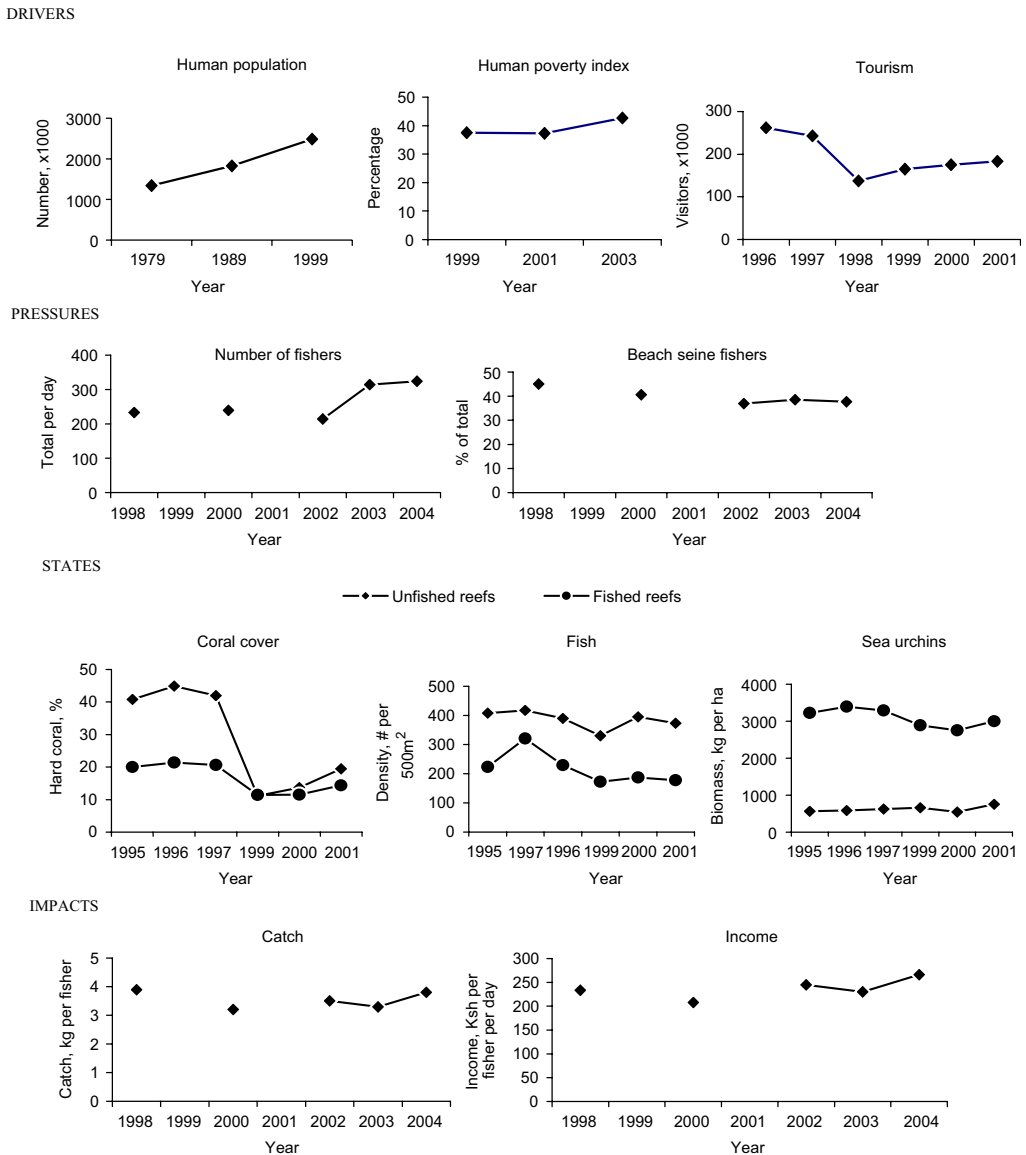 DRIVERS
Human population
Number, x1000
3000
2000
1000
0
1979 1989 1999
Year
Human poverty index
Percentage
50
40
30
20
10
0
1999 2001 2003
Year
Tourism
Visitors, x1000
300
200
100
0
1996 1997 1998 1999 2000 2001
Year
PRESSURES
Number of fishers
Total per day
400
300
200
100
0
1998 1999 2000 2001 2002 2003 2004
Year
Beach seine fishers
% of total
50
40
30
20
10
0
1998 1999 2000 2001 2002 2003 2004
Year
STATES
Unfished reefs Fished reefs
Coral cover
Hard coral, %
50
40
30
20
10
0
1995 1996 1997 1999 2000 2001
Year
Fish
Density, # per
500m²
500
400
300
200
100
0
1995 1997 1996 1999 2000 2001
Year
Sea urchins
Biomass, kg per ha
4000
3000
2000
1000
0
1995 1996 1997 1999 2000 2001
Year
IMPACTS
Catch
Catch, kg per fisher
5
4
3
2
1
0
1998 1999 2000 2001 2002 2003 2004
Year
Income
Income, Ksh per
fisher per day
300
250
200
150
100
50
0
1998 1999 2000 2001 2002 2003 2004
Year